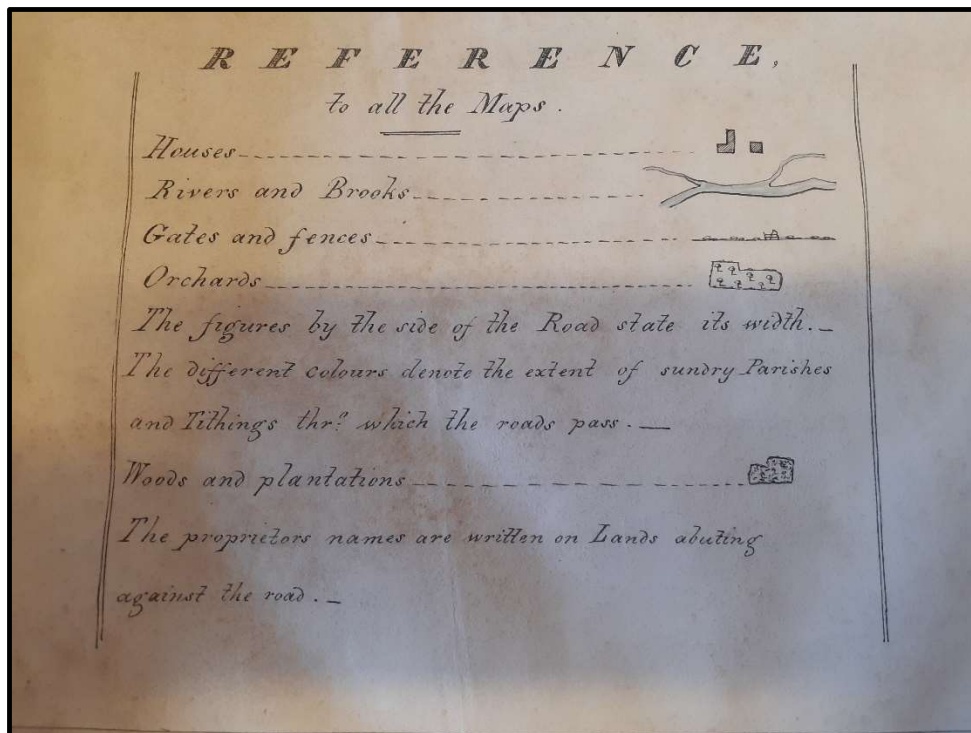 REFERENCE,
to all the Maps.
Houses
Rivers and Brooks
Gates and fences
Orchards
The figures by the side of the Road state its width.
The different colours denote the extent of sundry Parishes
and Tithings thro. which the roads pass.
Woods and plantations
The proprietors names are written on Lands abuting
against the road.